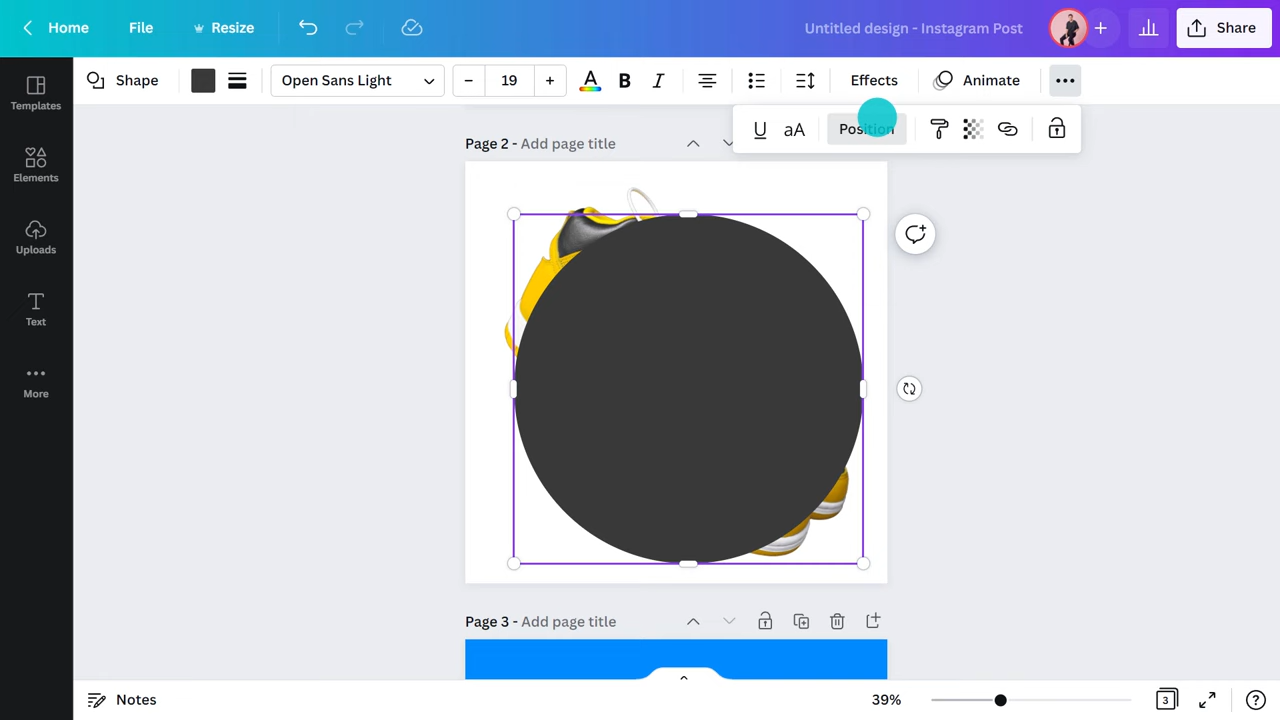 Home
File
Resize
Untitled design - Instagram Post
Share
Templates
Elements
Uploads
Text
More
Shape
Open Sans Light
19
A
B
I
Effects
Animate
U
aA
Position
Page 2 - Add page title
Page 3 - Add page title
Notes
39%
3